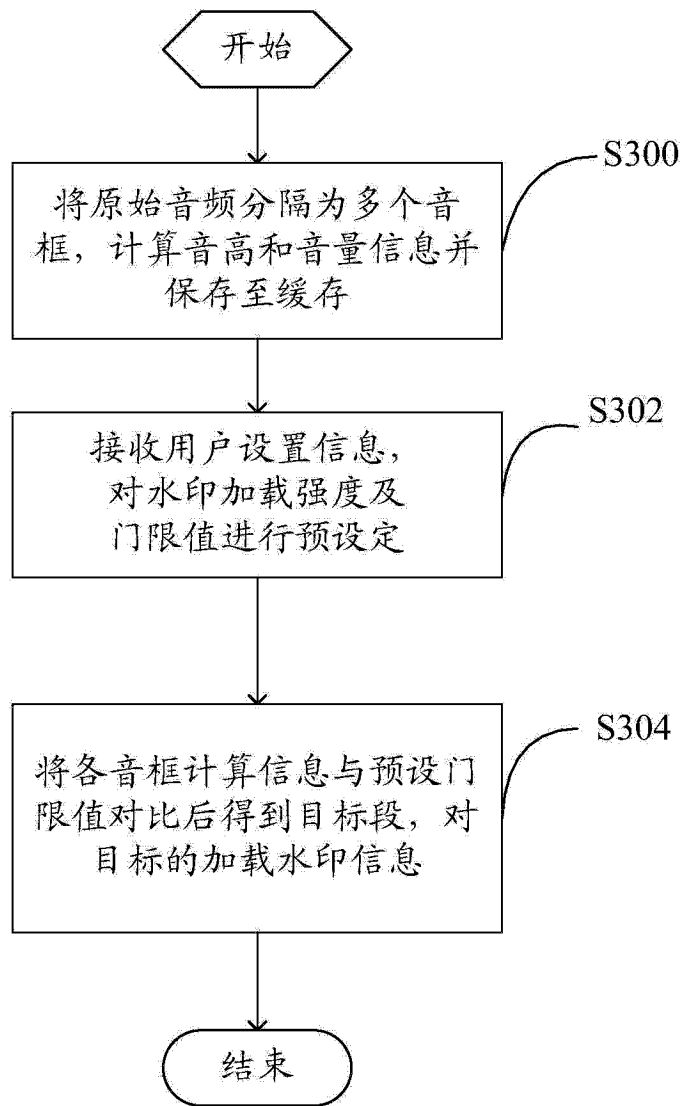 开始
S300
将原始音频分隔为多个音
框，计算音高和音量信息并
保存至缓存
S302
接收用户设置信息，
对水印加载强度及
门限值进行预设定
S304
将各音框计算信息与预设门
限值对比后得到目标段，对
目标的加载水印信息
结束